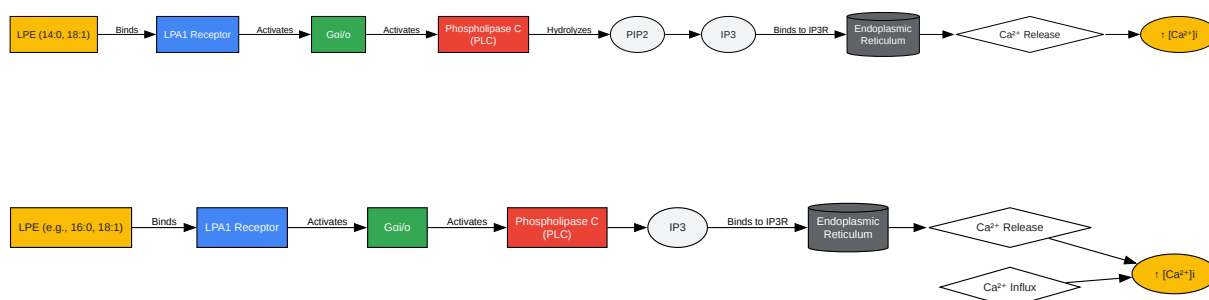 LPE (14:0, 18:1)
Binds
LPA1 Receptor
Activates
Gαi/o
Activates
Phospholipase C
(PLC)
Hydrolyzes
PIP2
IP3
Binds to IP3R
Endoplasmic
Reticulum
Ca²⁺ Release
↑ [Ca²⁺]i
LPE (e.g., 16:0, 18:1)
Binds
LPA1 Receptor
Activates
Gαi/o
Activates
Phospholipase C
(PLC)
IP3
Binds to IP3R
Endoplasmic
Reticulum
Ca²⁺ Release
Ca²⁺ Influx
↑ [Ca²⁺]i